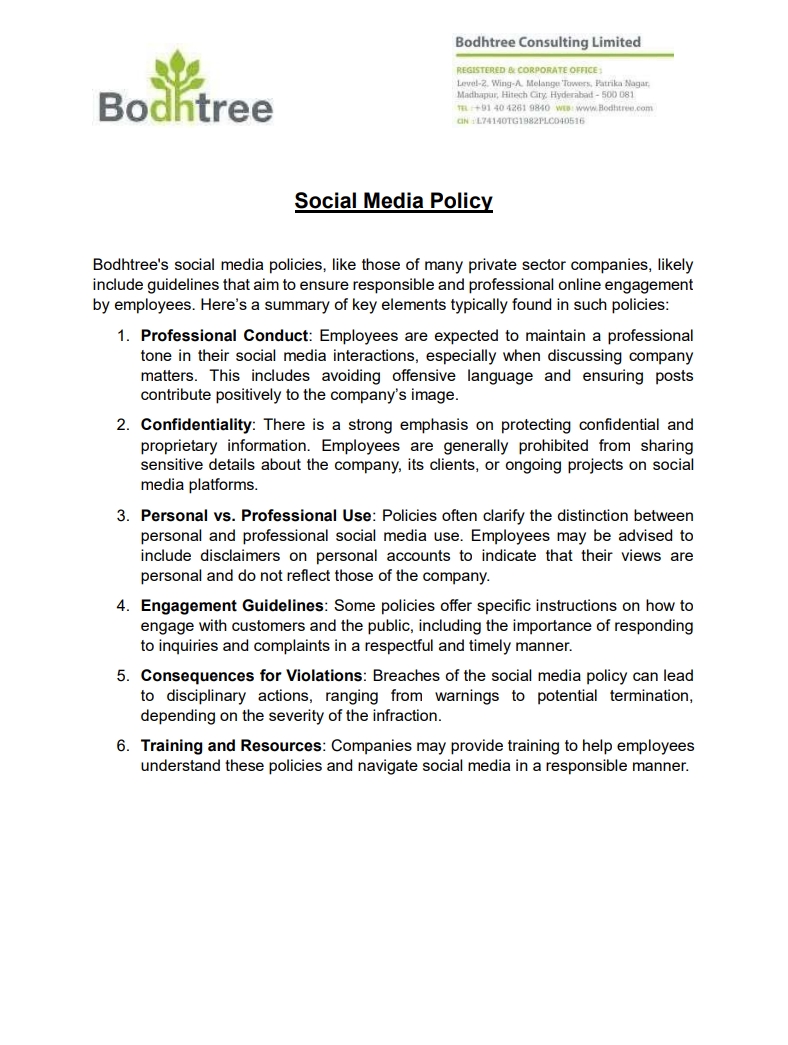 Bodhtree
Bodhtree Consulting Limited
REGISTERED & CORPORATE OFFICE :
Level-2, Wing-A, Melange Towers, Patrika Nagar,
Madhapur, Hitech City, Hyderabad - 500 081
TEL : +91 40 4261 9840 WEB: www.Bodhtree.com
CIN : L74140TG1982PLC040516
Social Media Policy
Bodhtree's social media policies, like those of many private sector companies, likely
include guidelines that aim to ensure responsible and professional online engagement
by employees. Here’s a summary of key elements typically found in such policies:
1. Professional Conduct: Employees are expected to maintain a professional
tone in their social media interactions, especially when discussing company
matters. This includes avoiding offensive language and ensuring posts
contribute positively to the company’s image.
2. Confidentiality: There is a strong emphasis on protecting confidential and
proprietary information. Employees are generally prohibited from sharing
sensitive details about the company, its clients, or ongoing projects on social
media platforms.
3. Personal vs. Professional Use: Policies often clarify the distinction between
personal and professional social media use. Employees may be advised to
include disclaimers on personal accounts to indicate that their views are
personal and do not reflect those of the company.
4. Engagement Guidelines: Some policies offer specific instructions on how to
engage with customers and the public, including the importance of responding
to inquiries and complaints in a respectful and timely manner.
5. Consequences for Violations: Breaches of the social media policy can lead
to disciplinary actions, ranging from warnings to potential termination,
depending on the severity of the infraction.
6. Training and Resources: Companies may provide training to help employees
understand these policies and navigate social media in a responsible manner.